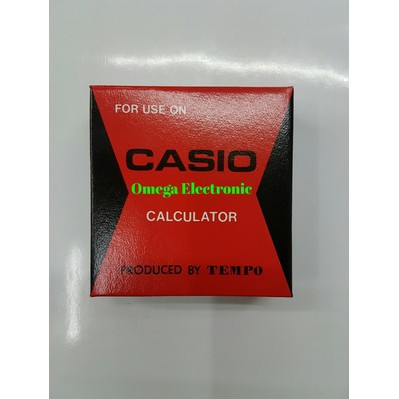 FOR USE ON
CASIO
Omega Electronic
CALCULATOR
PRODUCED BY TEMPO